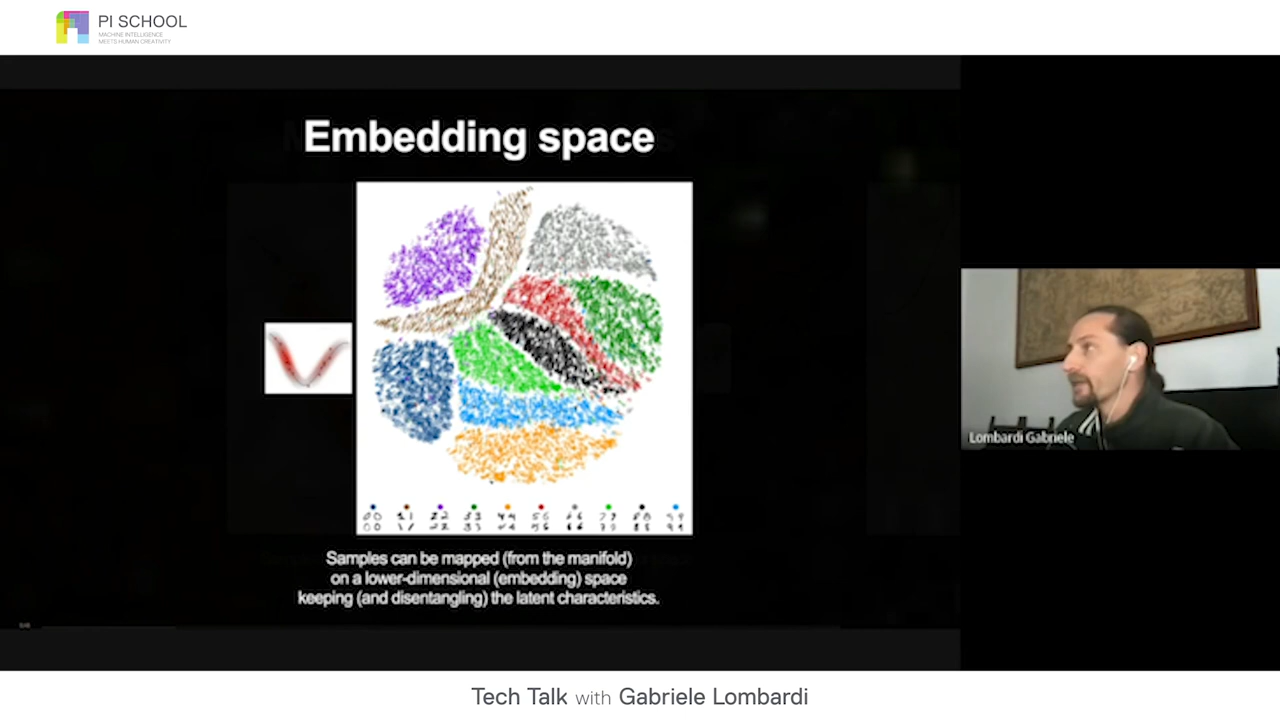 PI SCHOOL
MACHINE INTELLIGENCE
MEETS HUMAN CREATIVITY
Embedding space
Samples can be mapped (from the manifold)
on a lower-dimensional (embedding) space
keeping (and disentangling) the latent characteristics.
Lombardi Gabriele
Tech Talk with Gabriele Lombardi